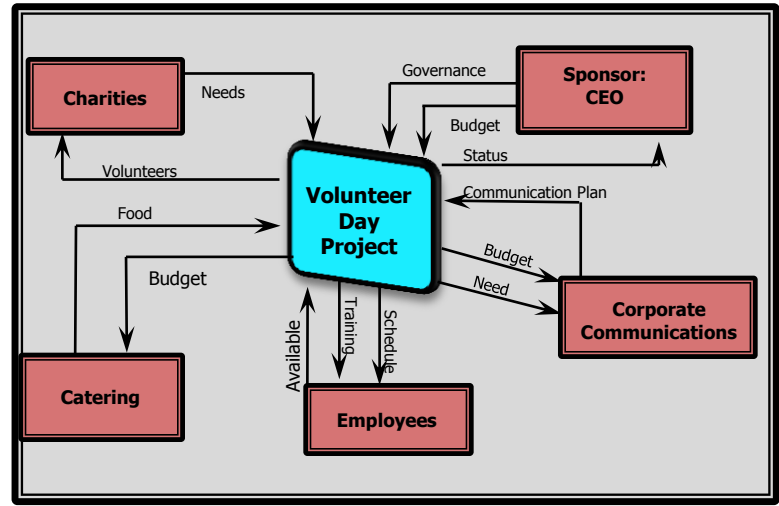 Governance
Sponsor:
CEO
Charities
Needs
Budget
Status
Volunteers
Communication Plan
Volunteer
Day
Project
Food
Budget
Budget
Need
Corporate
Communications
Available
Training
Schedule
Catering
Employees